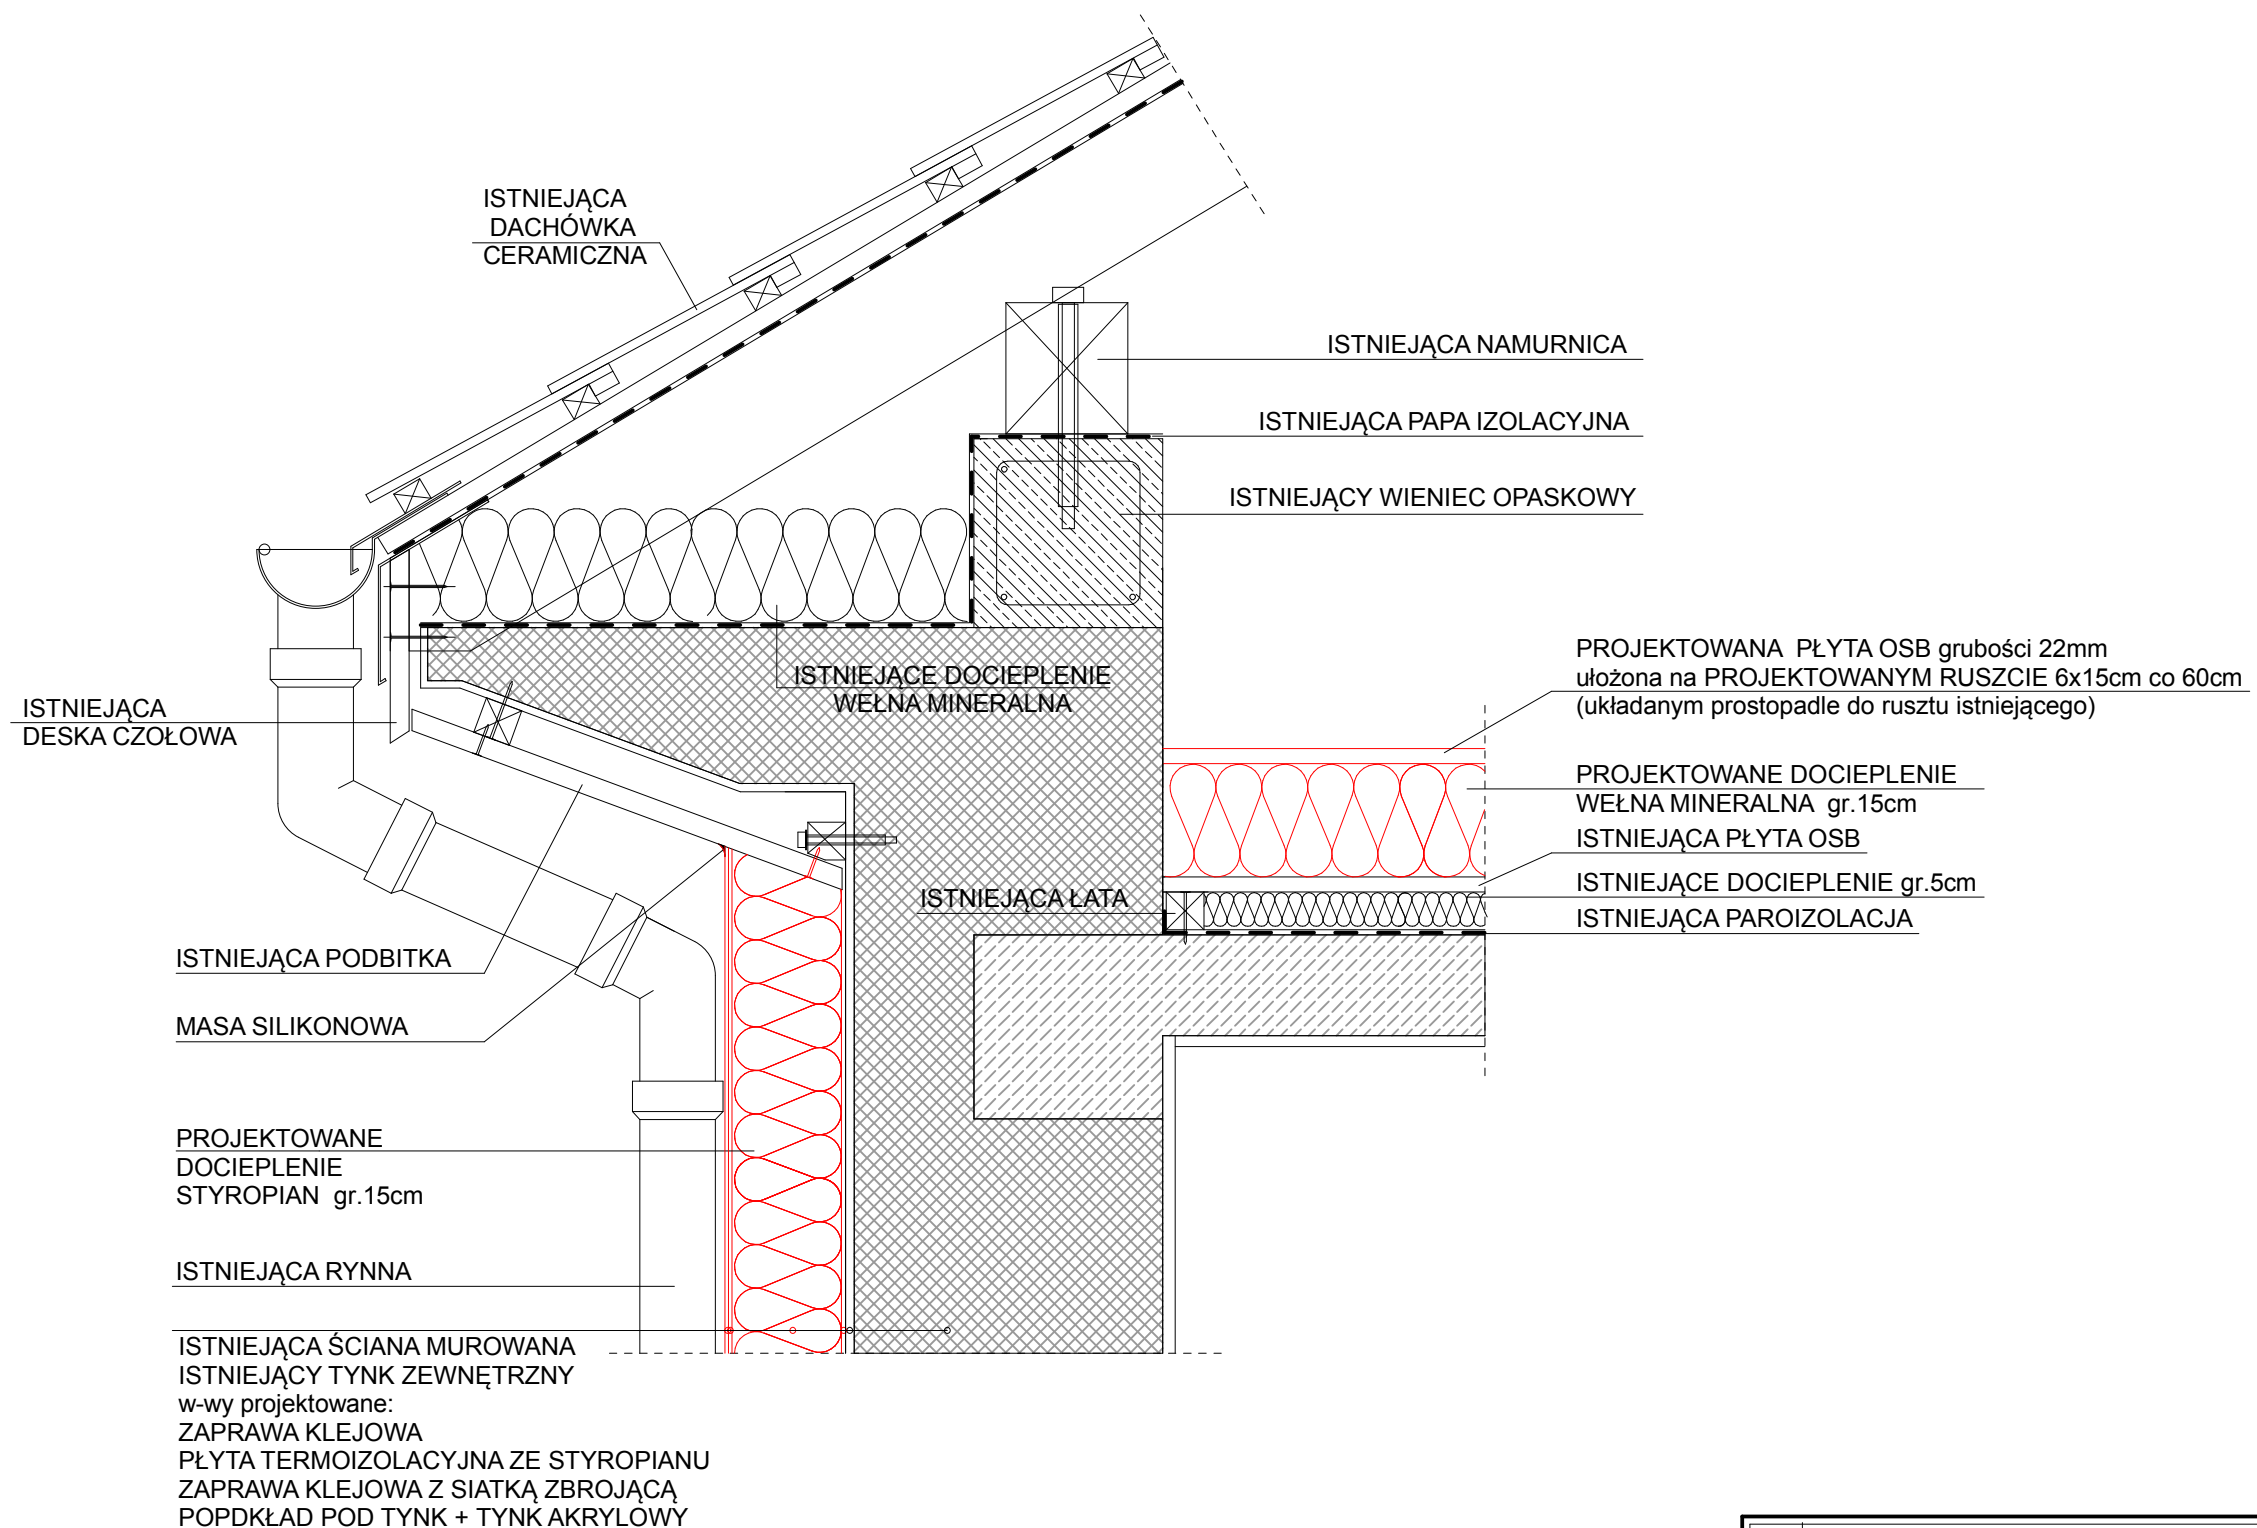 ISTNIEJĄCA
DACHÓWKA
CERAMICZNA
ISTNIEJĄCA NAMURNICA
ISTNIEJĄCA PAPA IZOLACYJNA
ISTNIEJĄCY WIENIEC OPASKOWY
ISTNIEJĄCE DOCIEPLENIE
WEŁNA MINERALNA
PROJEKTOWANA PŁYTA OSB grubości 22mm
ułożona na PROJEKTOWANYM RUSZCIE 6x15cm co 60cm
(układanym prostopadle do rusztu istniejącego)
ISTNIEJĄCA
DESKA CZOŁOWA
PROJEKTOWANE DOCIEPLENIE
WEŁNA MINERALNA gr.15cm
ISTNIEJĄCA PŁYTA OSB
ISTNIEJĄCE DOCIEPLENIE gr.5cm
ISTNIEJĄCA ŁATA
ISTNIEJĄCA PAROIZOLACJA
ISTNIEJĄCA PODBITKA
MASA SILIKONOWA
PROJEKTOWANE
DOCIEPLENIE
STYROPIAN gr.15cm
ISTNIEJĄCA RYNNA
ISTNIEJĄCA ŚCIANA MUROWANA
ISTNIEJĄCY TYNK ZEWNĘTRZNY
w-wy projektowane:
ZAPRAWA KLEJOWA
PŁYTA TERMOIZOLACYJNA ZE STYROPIANU
ZAPRAWA KLEJOWA Z SIATKĄ ZBROJĄCĄ
POPDKŁAD POD TYNK + TYNK AKRYLOWY